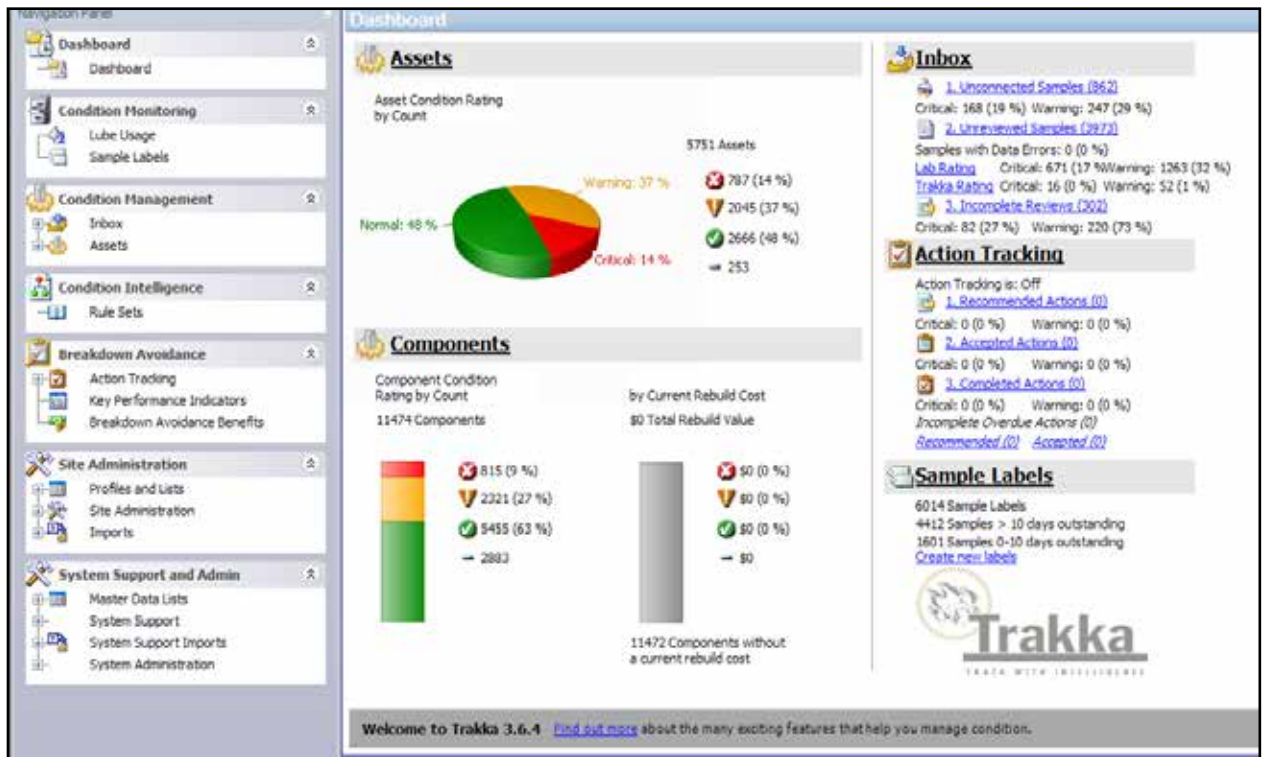 Navigation Panel
Dashboard
Dashboard
Condition Monitoring
Lube Usage
Sample Labels
Condition Management
Inbox
Assets
Condition Intelligence
Rule Sets
Breakdown Avoidance
Action Tracking
Key Performance Indicators
Breakdown Avoidance Benefits
Site Administration
Profiles and Lists
Site Administration
Imports
System Support and Admin
Master Data Lists
System Support
System Support Imports
System Administration
Dashboard
Assets
Asset Condition Rating
by Count
5751 Assets
Warning: 37 %
Normal: 48 %
Critical: 14 %
787 (14 %)
2045 (37 %)
2666 (48 %)
253
Components
Component Condition
Rating by Count
11474 Components
815 (9 %)
2321 (27 %)
5455 (63 %)
2883
by Current Rebuild Cost
$0 Total Rebuild Value
$0 (0 %)
$0 (0 %)
$0 (0 %)
$0
11472 Components without
a current rebuild cost
Inbox
1. Unconnected Samples (862)
Critical: 168 (19 %) Warning: 247 (29 %)
2. Unreviewed Samples (3973)
Samples with Data Errors: 0 (0 %)
Lab Rating Critical: 671 (17 %Warning: 1263 (32 %)
Trakka Rating Critical: 16 (0 %) Warning: 52 (1 %)
3. Incomplete Reviews (302)
Critical: 82 (27 %) Warning: 220 (73 %)
Action Tracking
Action Tracking is: Off
1. Recommended Actions (0)
Critical: 0 (0 %) Warning: 0 (0 %)
2. Accepted Actions (0)
Critical: 0 (0 %) Warning: 0 (0 %)
3. Completed Actions (0)
Critical: 0 (0 %) Warning: 0 (0 %)
Incomplete Overdue Actions (0)
Recommended (0) Accepted (0)
Sample Labels
6014 Sample Labels
4412 Samples > 10 days outstanding
1601 Samples 0-10 days outstanding
Create new labels
Trakka
TRACK WITH INTELLIGENCE
Welcome to Trakka 3.6.4 Find out more about the many exciting features that help you manage condition.